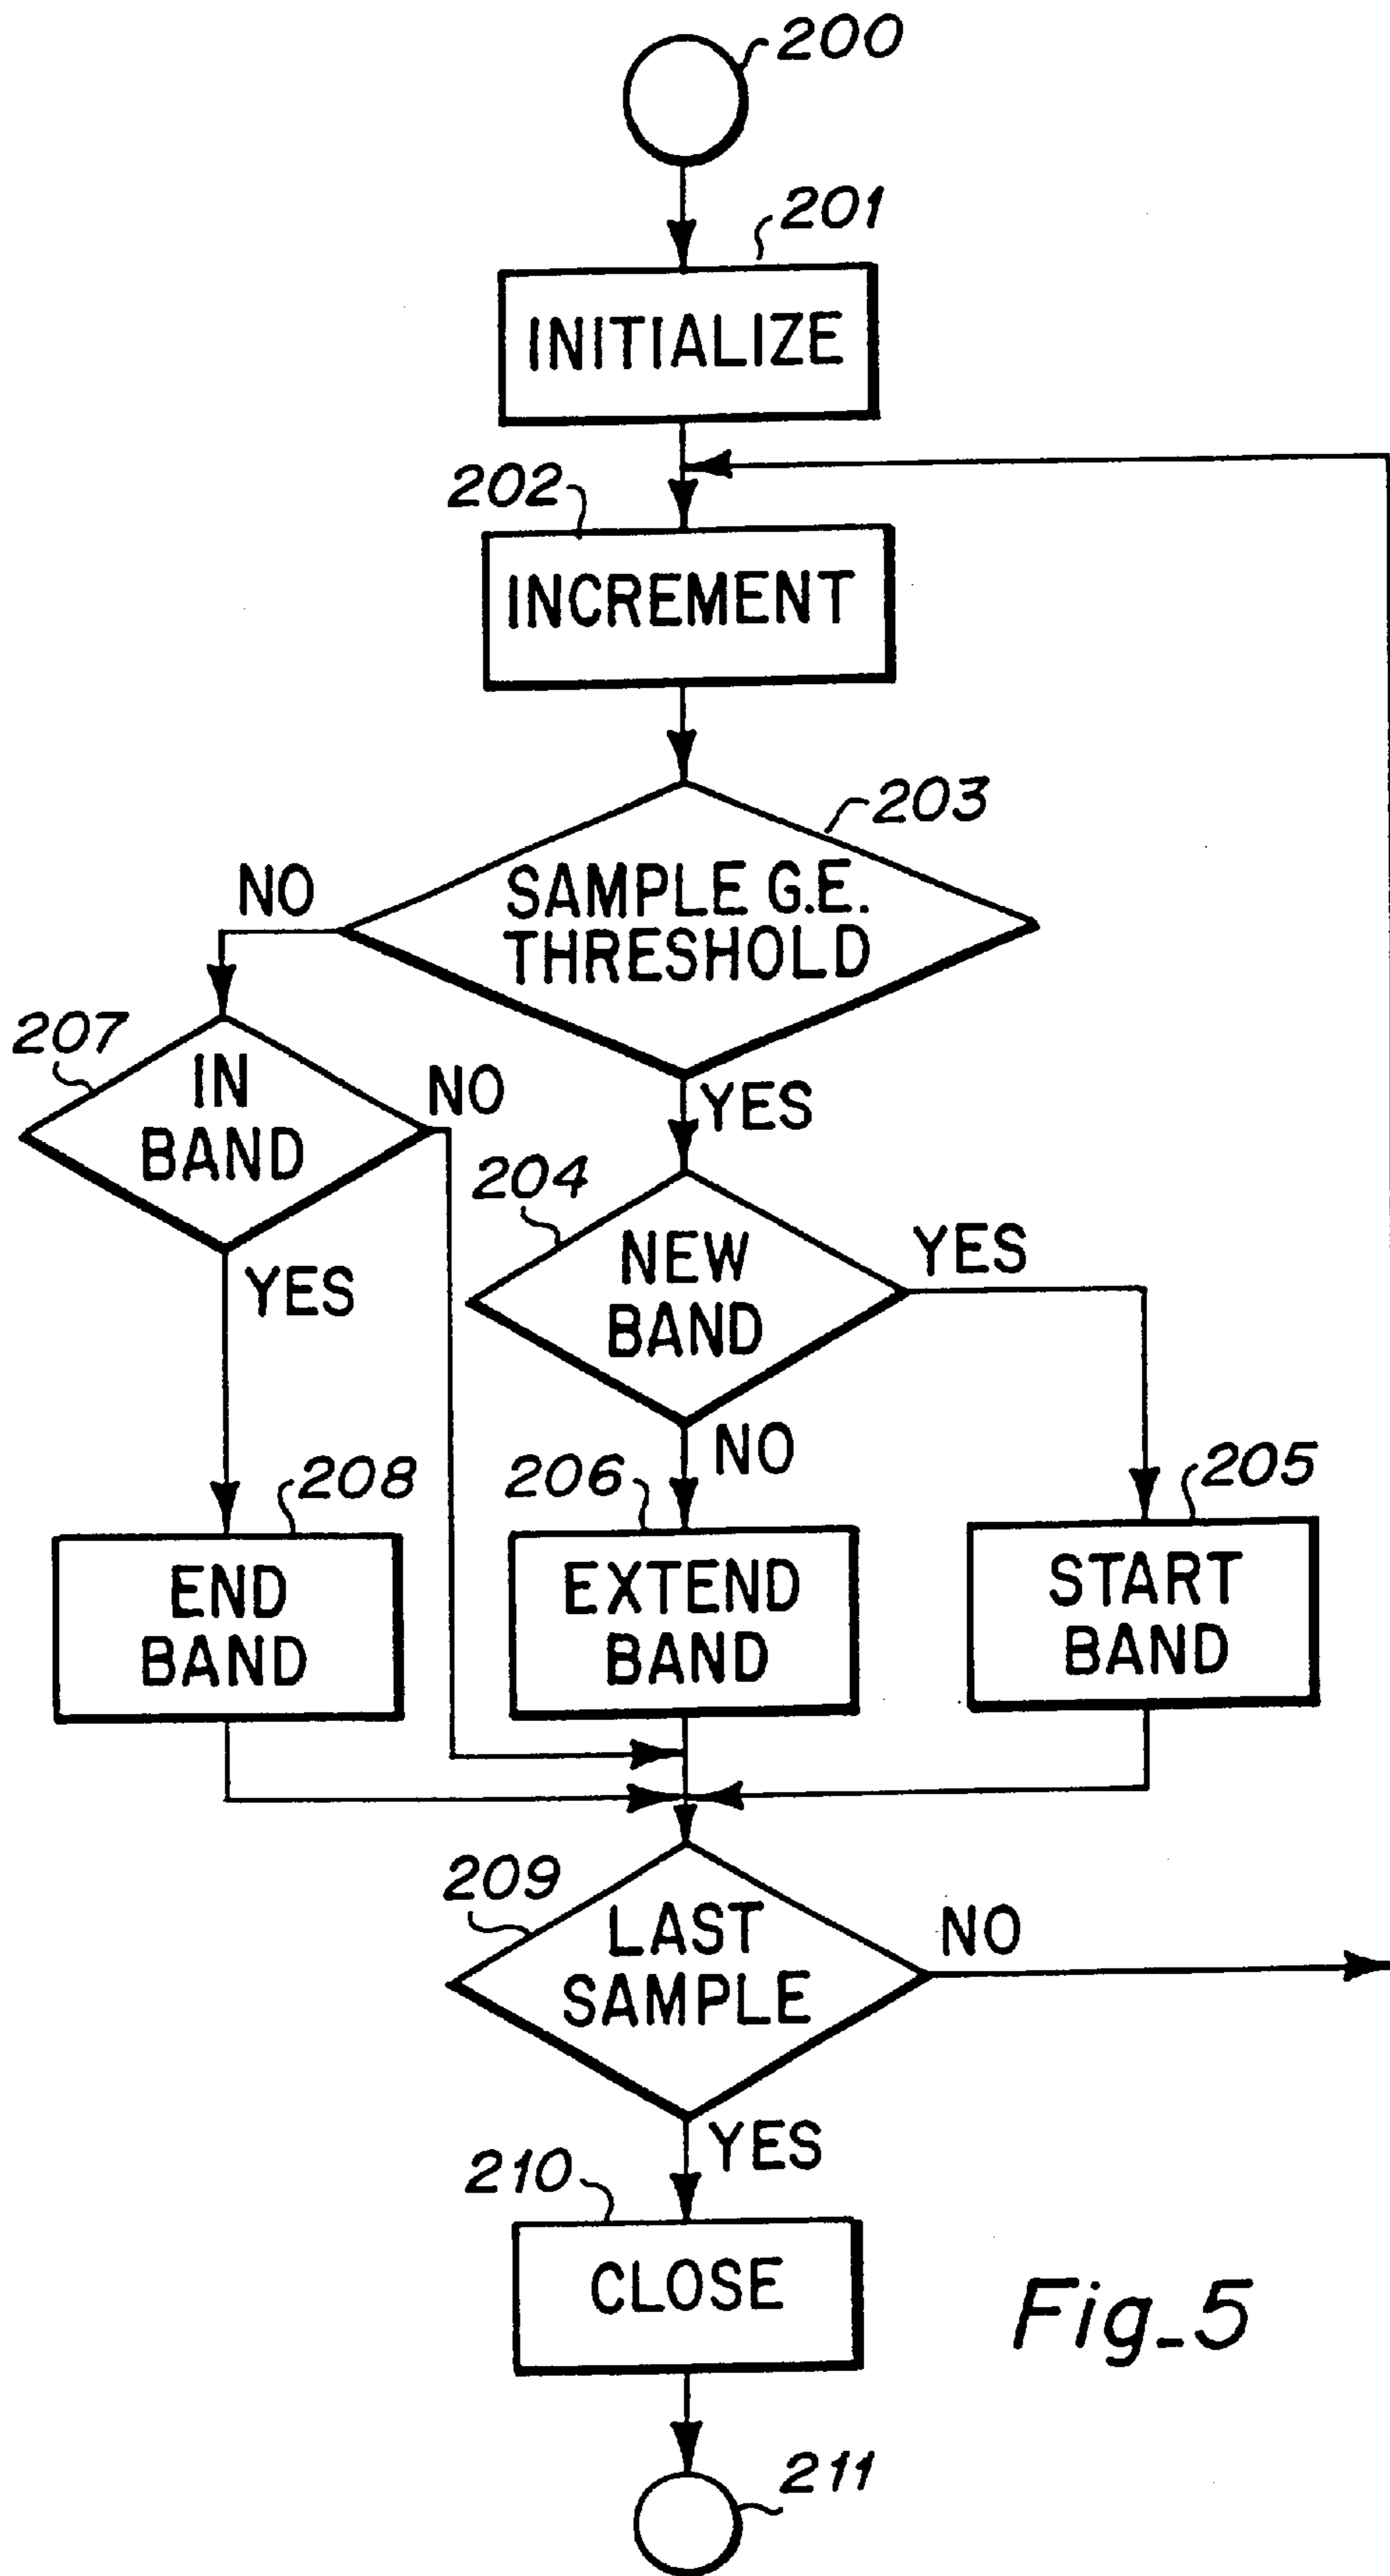 200
201
INITIALIZE
202
INCREMENT
203
SAMPLE G.E.
THRESHOLD
NO
YES
207
IN
BAND
NO
YES
204
NEW
BAND
YES
NO
208
END
BAND
206
EXTEND
BAND
205
START
BAND
209
LAST
SAMPLE
NO
YES
210
CLOSE
211
Fig_5